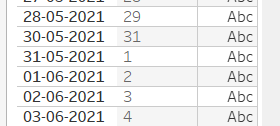 28-05-2021 29 Abc
30-05-2021 31 Abc
31-05-2021 1 Abc
01-06-2021 2 Abc
02-06-2021 3 Abc
03-06-2021 4 Abc